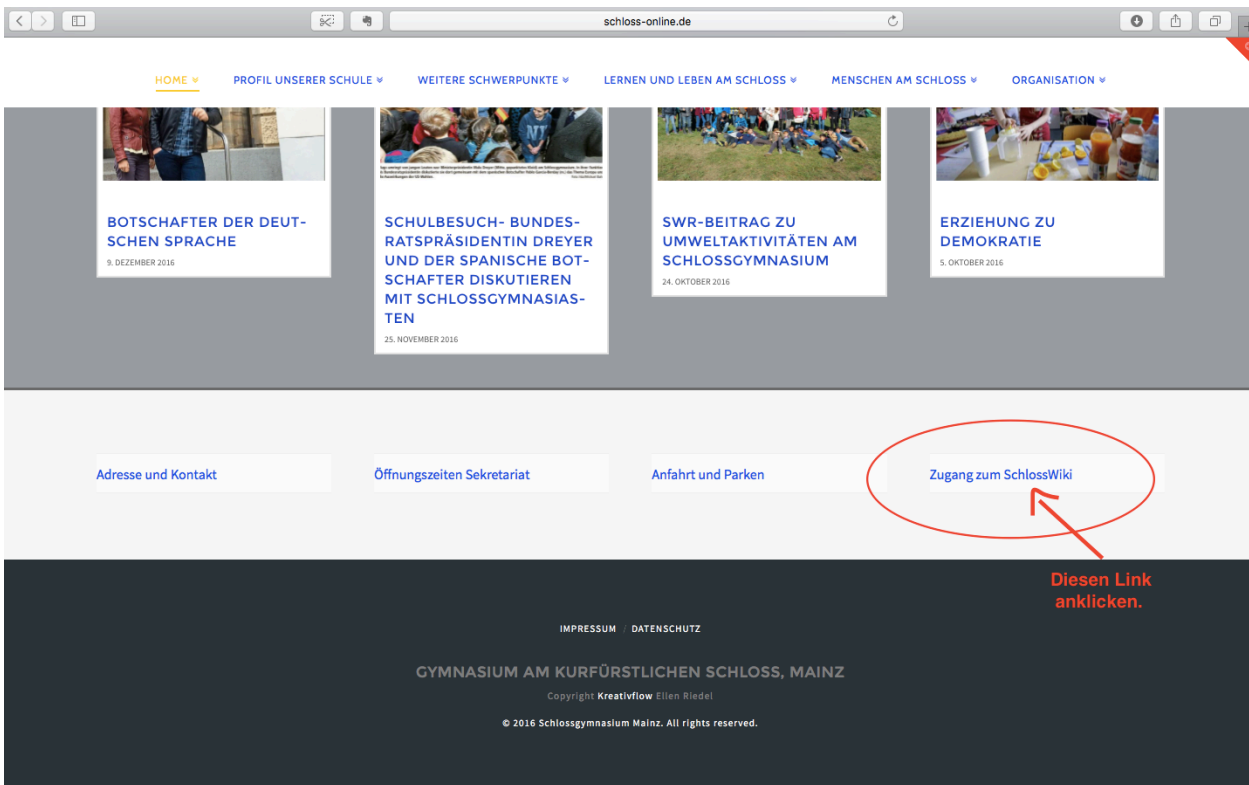 schloss-online.de
HOME
PROFIL UNSERER SCHULE
WEITERE SCHWERPUNKTE
LERNEN UND LEBEN AM SCHLOSS
MENSCHEN AM SCHLOSS
ORGANISATION
BOTSCHAFTER DER DEUT-
SCHEN SPRACHE
9. DEZEMBER 2016
SCHULBESUCH- BUNDES-
RATSPRÄSIDENTIN DREYER
UND DER SPANISCHE BOT-
SCHAFTER DISKUTIEREN
MIT SCHLOSSGYMNASIAS-
TEN
25. NOVEMBER 2016
SWR-BEITRAG ZU
UMWELTAKTIVITÄTEN AM
SCHLOSSGYMNASIUM
24. OKTOBER 2016
ERZIEHUNG ZU
DEMOKRATIE
5. OKTOBER 2016
Adresse und Kontakt
Öffnungszeiten Sekretariat
Anfahrt und Parken
Zugang zum SchlossWiki
Diesen Link
anklicken.
IMPRESSUM / DATENSCHUTZ
GYMNASIUM AM KURFÜRSTLICHEN SCHLOSS, MAINZ
Copyright Kreativflow Ellen Riedel
© 2016 Schlossgymnasium Mainz. All rights reserved.